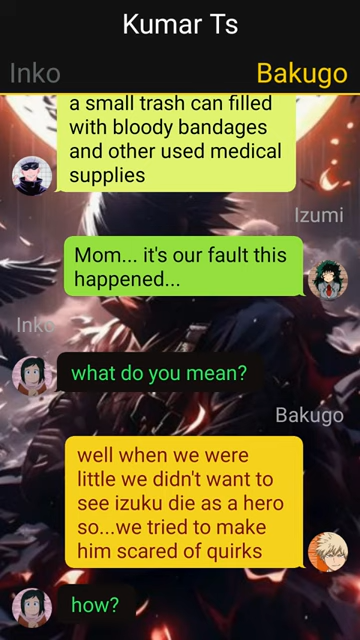 Kumar Ts
Inko
Bakugo
a small trash can filled
with bloody bandages
and other used medical
supplies
Izumi
Mom... it's our fault this
happened...
Inko
what do you mean?
Bakugo
well when we were
little we didn't want to
see izuku die as a hero
so...we tried to make
him scared of quirks
how?